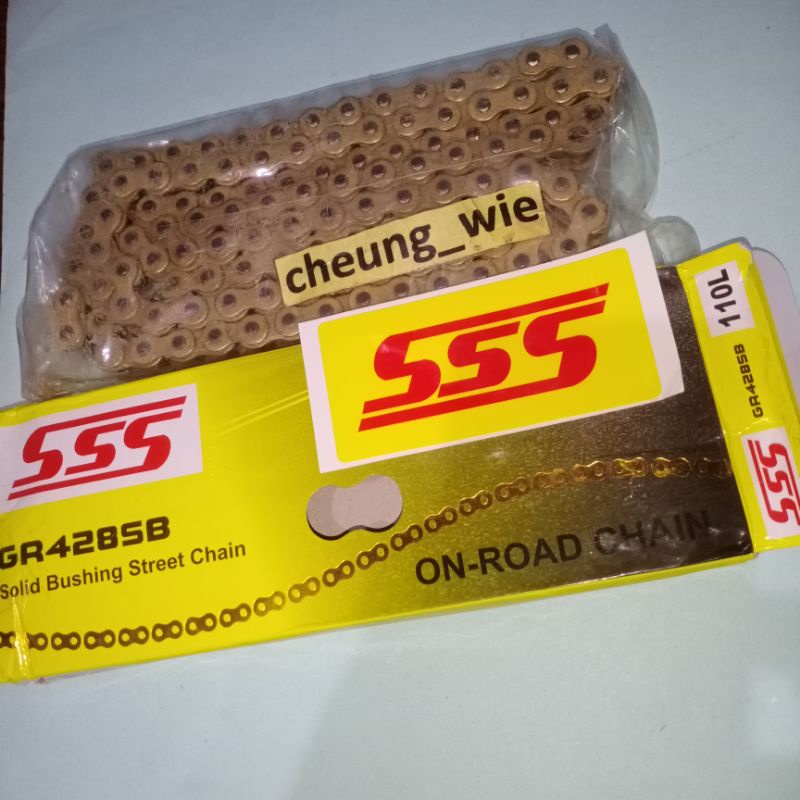 cheung_wie
SSS
SSS
GR428SB
Solid Bushing Street Chain
ON-ROAD CHAIN
110L
GR428SB
SSS